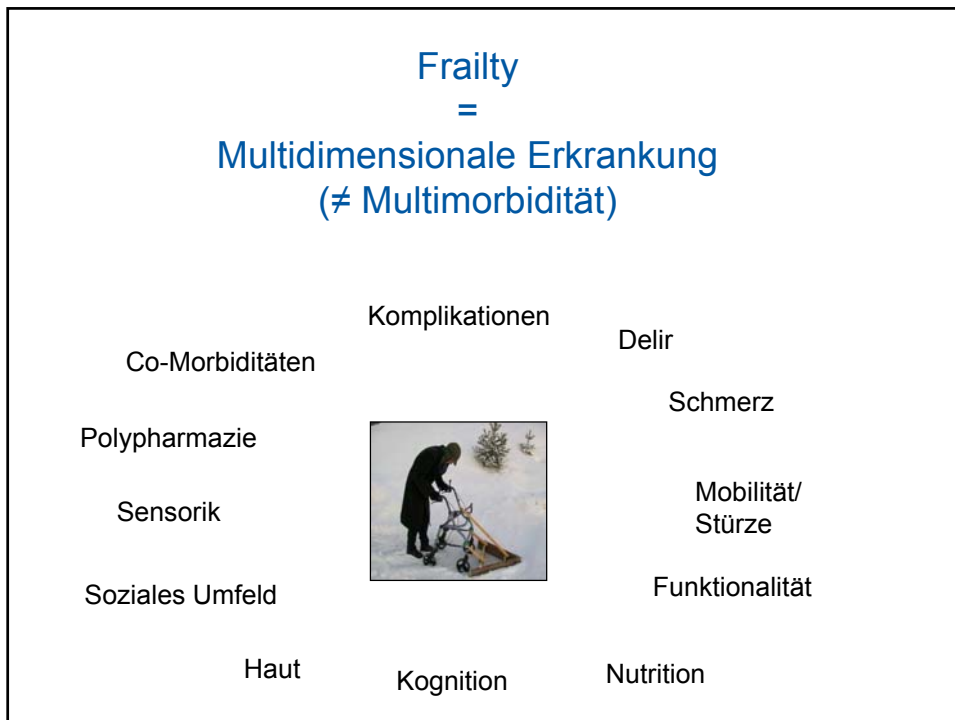 Frailty
=
Multidimensionale Erkrankung
(≠ Multimorbidität)
Komplikationen
Delir
Co-Morbiditäten
Schmerz
Polypharmazie
Mobilität/
Stürze
Sensorik
Funktionalität
Soziales Umfeld
Haut
Kognition
Nutrition